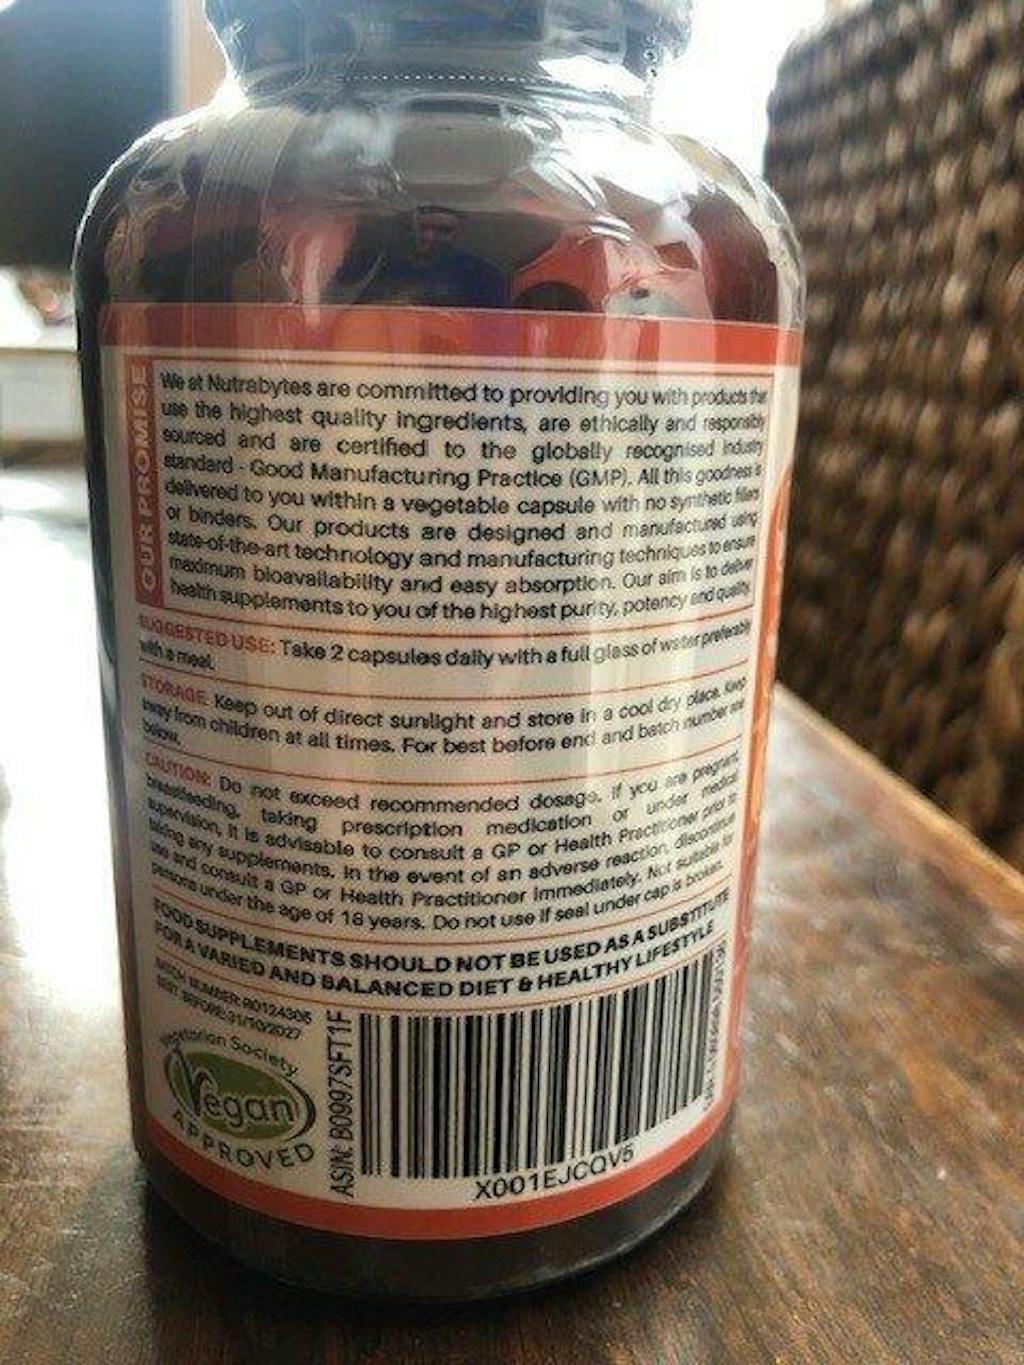 OUR PROMISE
We at Nutrabytes are committed to providing you with products that
use the highest quality ingredients, are ethically and responsibly
sourced and are certified to the globally recognised industry
standard - Good Manufacturing Practice (GMP). All this goodness is
delivered to you within a vegetable capsule with no synthetic fillers
or binders. Our products are designed and manufactured using
state-of-the-art technology and manufacturing techniques to ensure
maximum bioavailability and easy absorption. Our aim is to deliver
health supplements to you of the highest purity, potency and quality.
SUGGESTED USE: Take 2 capsules daily with a full glass of water preferably
with a meal.
STORAGE: Keep out of direct sunlight and store in a cool dry place. Keep
away from children at all times. For best before end and batch number see
below.
CAUTION: Do not exceed recommended dosage. If you are pregnant,
breastfeeding, taking prescription medication or under medical
supervision, it is advisable to consult a GP or Health Practitioner prior to
taking any supplements. In the event of an adverse reaction, discontinue
use and consult a GP or Health Practitioner immediately. Not suitable for
persons under the age of 18 years. Do not use if seal under cap is broken.
FOOD SUPPLEMENTS SHOULD NOT BE USED AS A SUBSTITUTE
FOR A VARIED AND BALANCED DIET & HEALTHY LIFESTYLE
BATCH NUMBER: R0124305
BEST BEFORE: 31/10/2027
Vegetarian Society
Vegan
APPROVED
ASIN: B0997SFT1F
X001EJCQV5